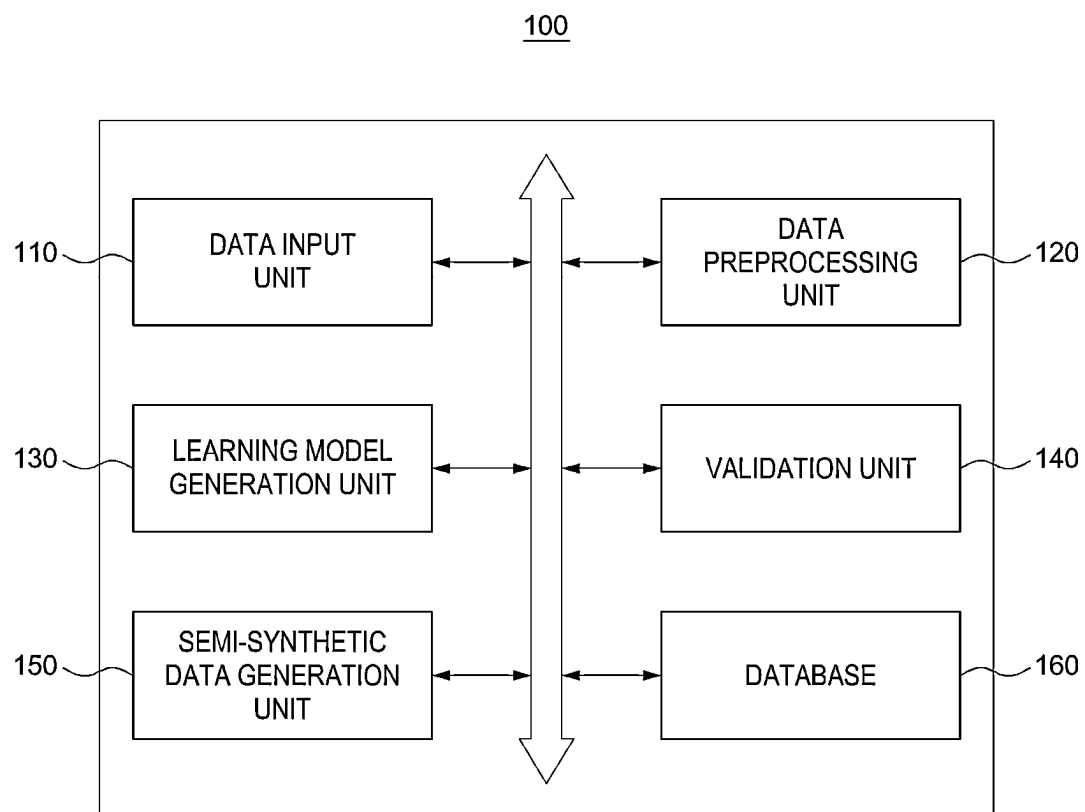 100
110
DATA INPUT
UNIT
DATA
PREPROCESSING
UNIT
120
130
LEARNING MODEL
GENERATION UNIT
VALIDATION UNIT
140
150
SEMI-SYNTHETIC
DATA GENERATION
UNIT
DATABASE
160